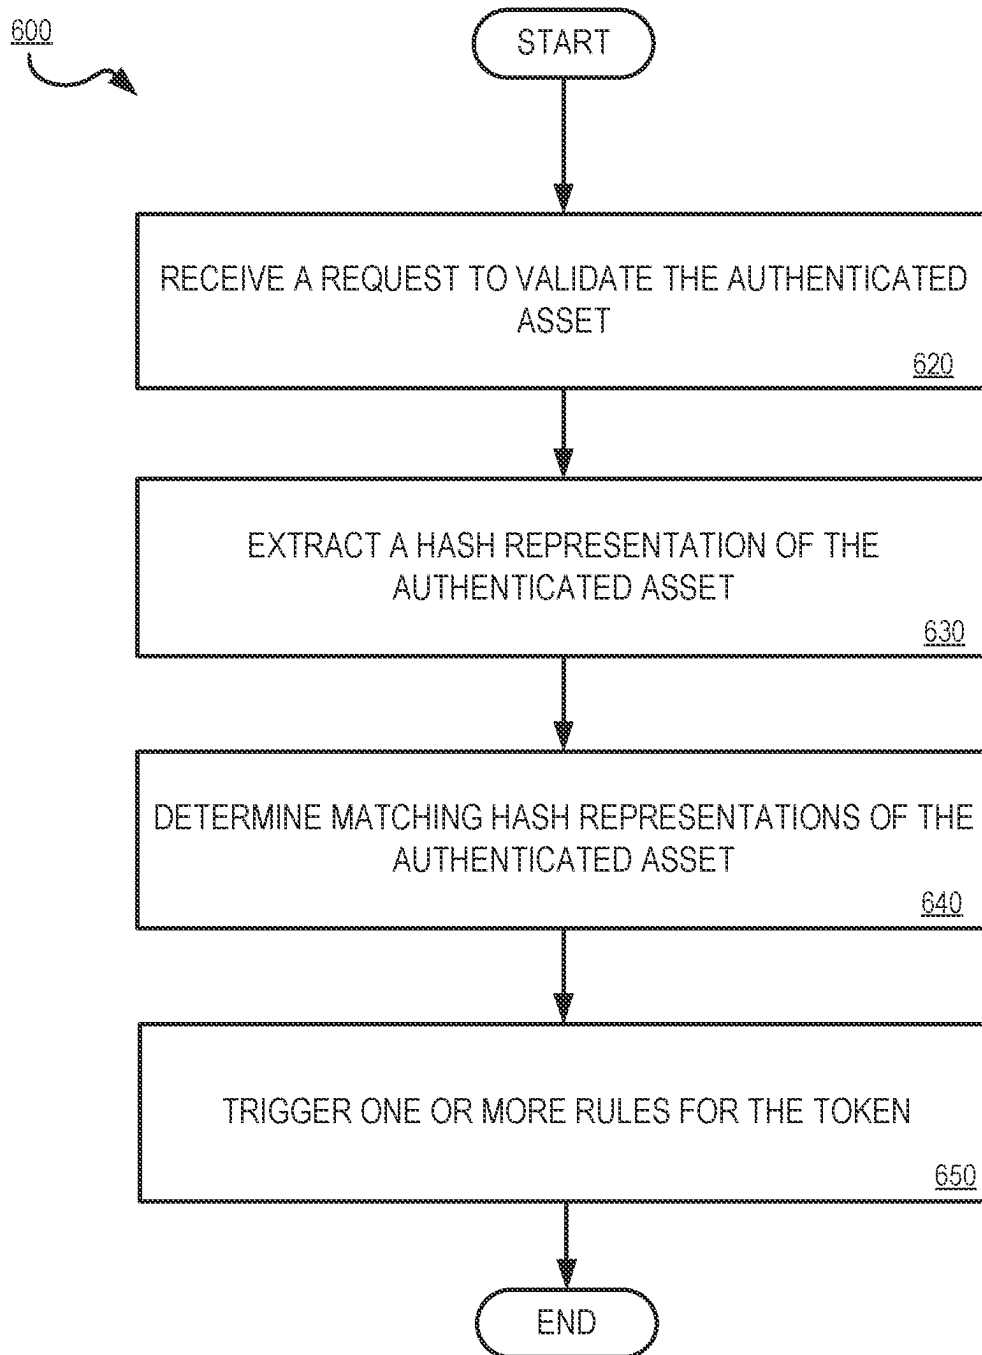 600
START
RECEIVE A REQUEST TO VALIDATE THE AUTHENTICATED
ASSET
620
EXTRACT A HASH REPRESENTATION OF THE
AUTHENTICATED ASSET
630
DETERMINE MATCHING HASH REPRESENTATIONS OF THE
AUTHENTICATED ASSET
640
TRIGGER ONE OR MORE RULES FOR THE TOKEN
650
END